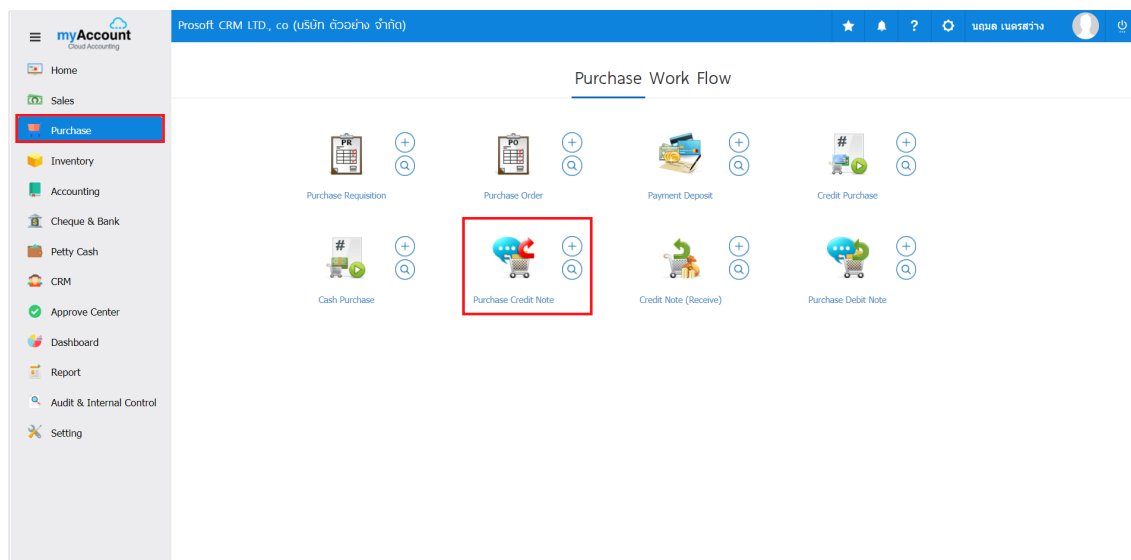 myAccount
Cloud Accounting
Prosoft CRM LTD., co (บริษัท ตัวอย่าง จำกัด)
?
นฤมล เนตรสว่าง
Home
Sales
Purchase
Inventory
Accounting
Cheque & Bank
Petty Cash
CRM
Approve Center
Dashboard
Report
Audit & Internal Control
Setting
Purchase Work Flow
PR
PO
#
Purchase Requisition
Purchase Order
Payment Deposit
Credit Purchase
#
Cash Purchase
Purchase Credit Note
Credit Note (Receive)
Purchase Debit Note